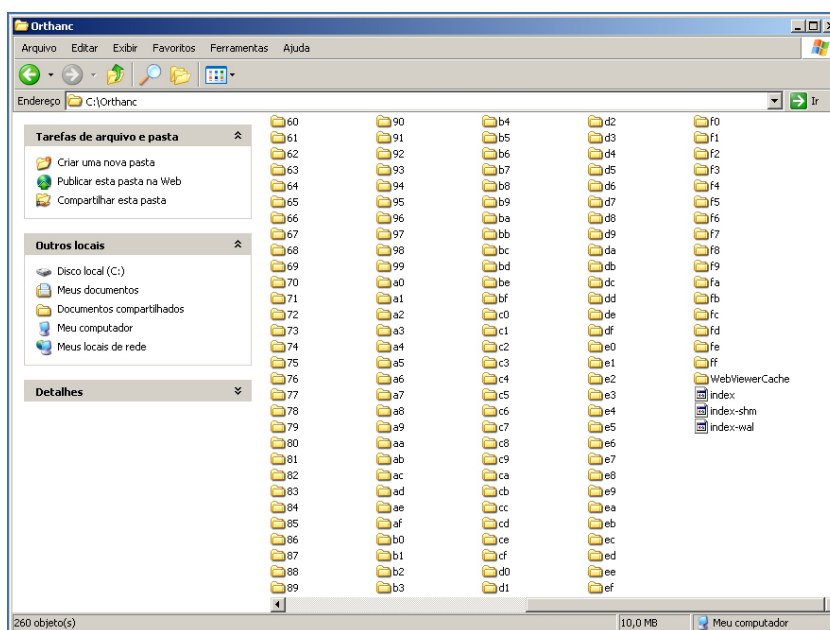 Orthanc
Arquivo Editar Exibir Favoritos Ferramentas Ajuda
Endereço C:\Orthanc Ir
Tarefas de arquivo e pasta
Criar uma nova pasta
Publicar esta pasta na Web
Compartilhar esta pasta
Outros locais
Disco local (C:)
Meus documentos
Documentos compartilhados
Meu computador
Meus locais de rede
Detalhes
60
61
62
63
64
65
66
67
68
69
70
71
72
73
74
75
76
77
78
79
80
81
82
83
84
85
86
87
88
89
90
91
92
93
94
95
96
97
98
99
a0
a1
a2
a3
a4
a5
a6
a7
a8
a9
aa
ab
ac
ad
ae
af
b0
b1
b2
b3
b4
b5
b6
b7
b8
b9
ba
bb
bc
bd
be
bf
c0
c1
c2
c3
c4
c5
c6
c7
c8
c9
ca
cb
cc
cd
ce
cf
d0
d1
d2
d3
d4
d5
d6
d7
d8
d9
da
db
dc
dd
de
df
e0
e1
e2
e3
e4
e5
e6
e7
e8
e9
ea
eb
ec
ed
ee
ef
f0
f1
f2
f3
f4
f5
f6
f7
f8
f9
fa
fb
fc
fd
fe
ff
WebViewerCache
index
index-shm
index-wal
260 objeto(s) 10,0 MB Meu computador